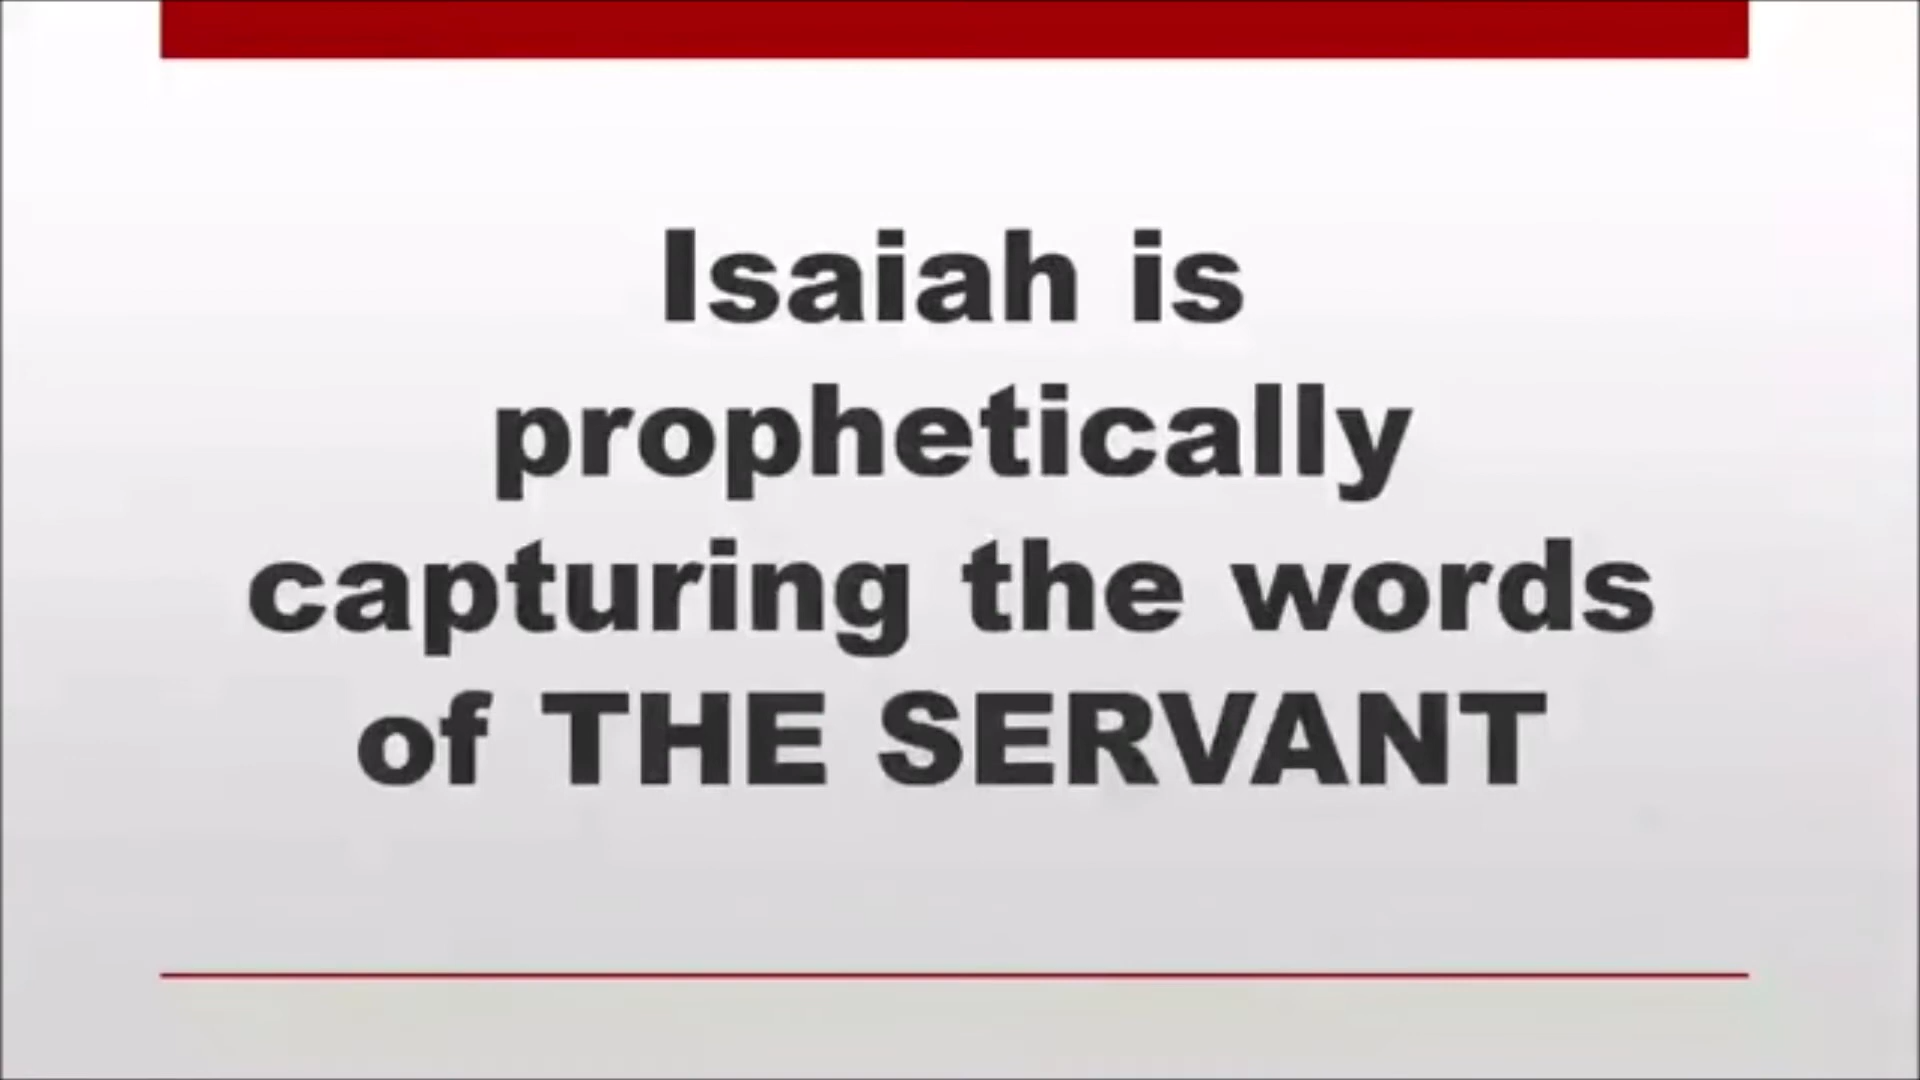 Isaiah is
prophetically
capturing the words
of THE SERVANT